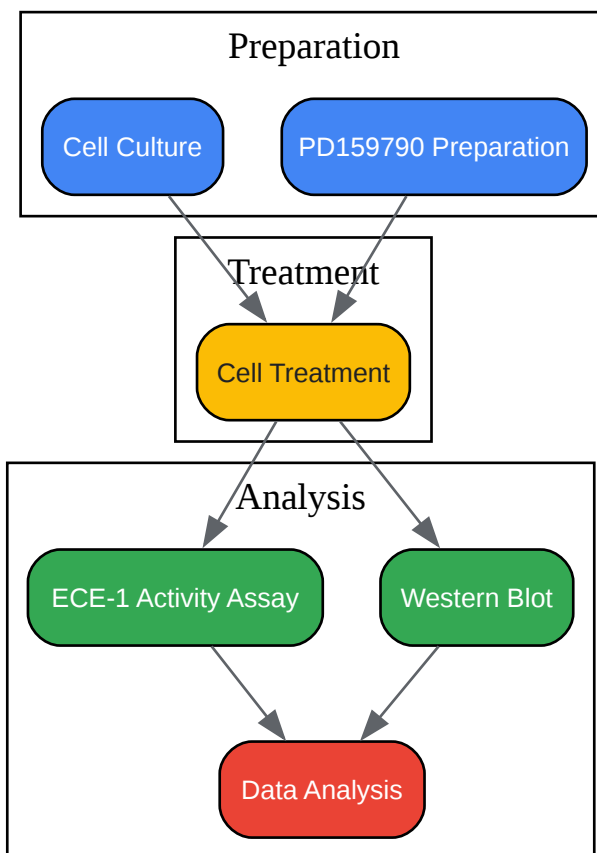 Preparation
Cell Culture
PD159790 Preparation
Treatment
Cell Treatment
Analysis
ECE-1 Activity Assay
Western Blot
Data Analysis